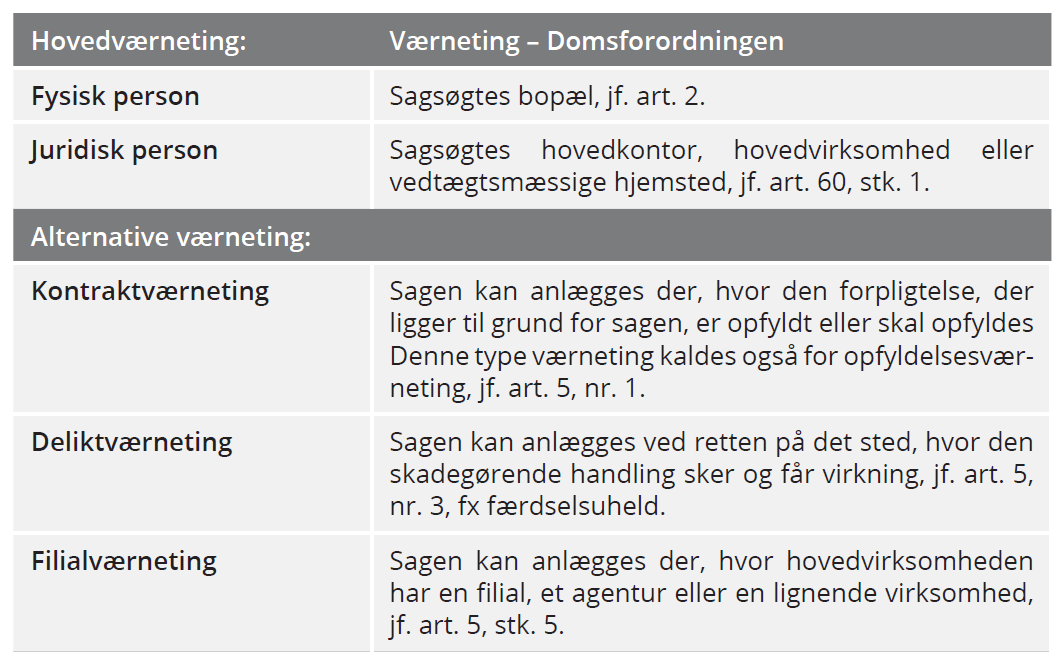 Hovedværneting: Værneting – Domsforordningen
Fysisk person Sagsøgtes bopæl, jf. art. 2.
Juridisk person Sagsøgtes hovedkontor, hovedvirksomhed eller
vedtægtsmæssige hjemsted, jf. art. 60, stk. 1.
Alternative værneting:
Kontraktværneting Sagen kan anlægges der, hvor den forpligtelse, der
ligger til grund for sagen, er opfyldt eller skal opfyldes
Denne type værneting kaldes også for opfyldelsesvær-
neting, jf. art. 5, nr. 1.
Deliktværneting Sagen kan anlægges ved retten på det sted, hvor den
skadegørende handling sker og får virkning, jf. art. 5,
nr. 3, fx færdselsuheld.
Filialværneting Sagen kan anlægges der, hvor hovedvirksomheden
har en filial, et agentur eller en lignende virksomhed,
jf. art. 5, stk. 5.